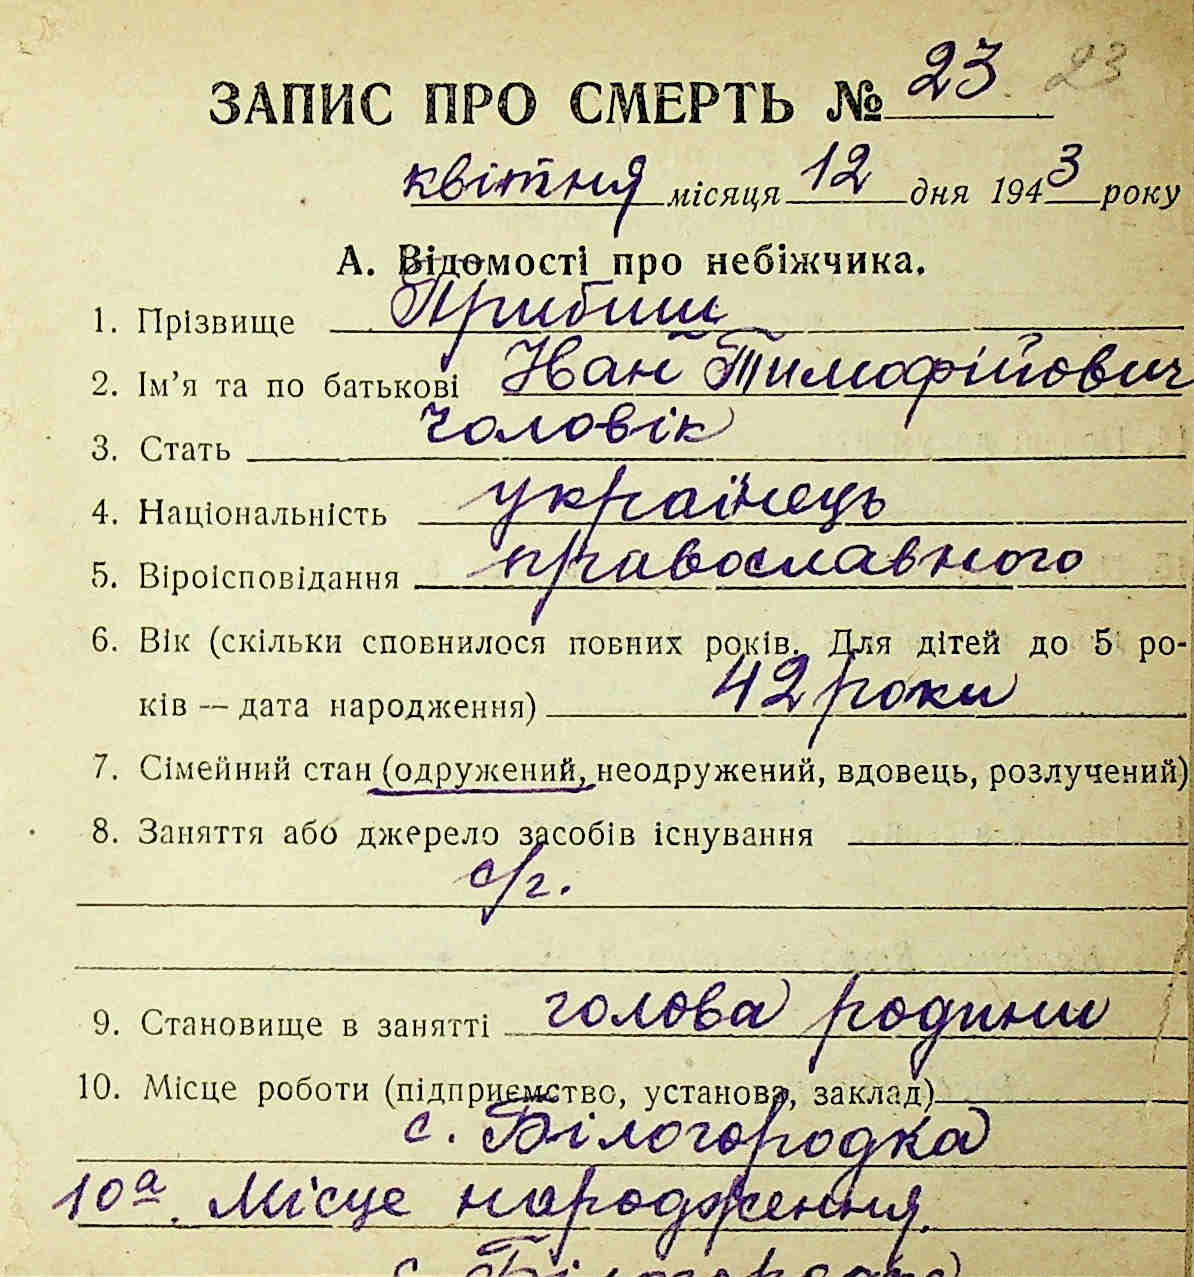 ЗАПИС ПРО СМЕРТЬ № 23 23
квітня місяця 12 дня 1943 року
А. Відомості про небіжчика.
1. Прізвище Прибиш
2. Ім’я та по батькові Іван Тимофійович
3. Стать чоловік
4. Національність українець
5. Віроісповідання православного
6. Вік (скільки сповнилося повних років. Для дітей до 5 ро-
ків — дата народження) 42 роки
7. Сімейний стан (одружений, неодружений, вдовець, розлучений)
8. Заняття або джерело засобів існування
с/г.
9. Становище в занятті голова родини
10. Місце роботи (підприємство, установа, заклад)
с. Білогородка
10а. Місце народження.
с. Білогородка